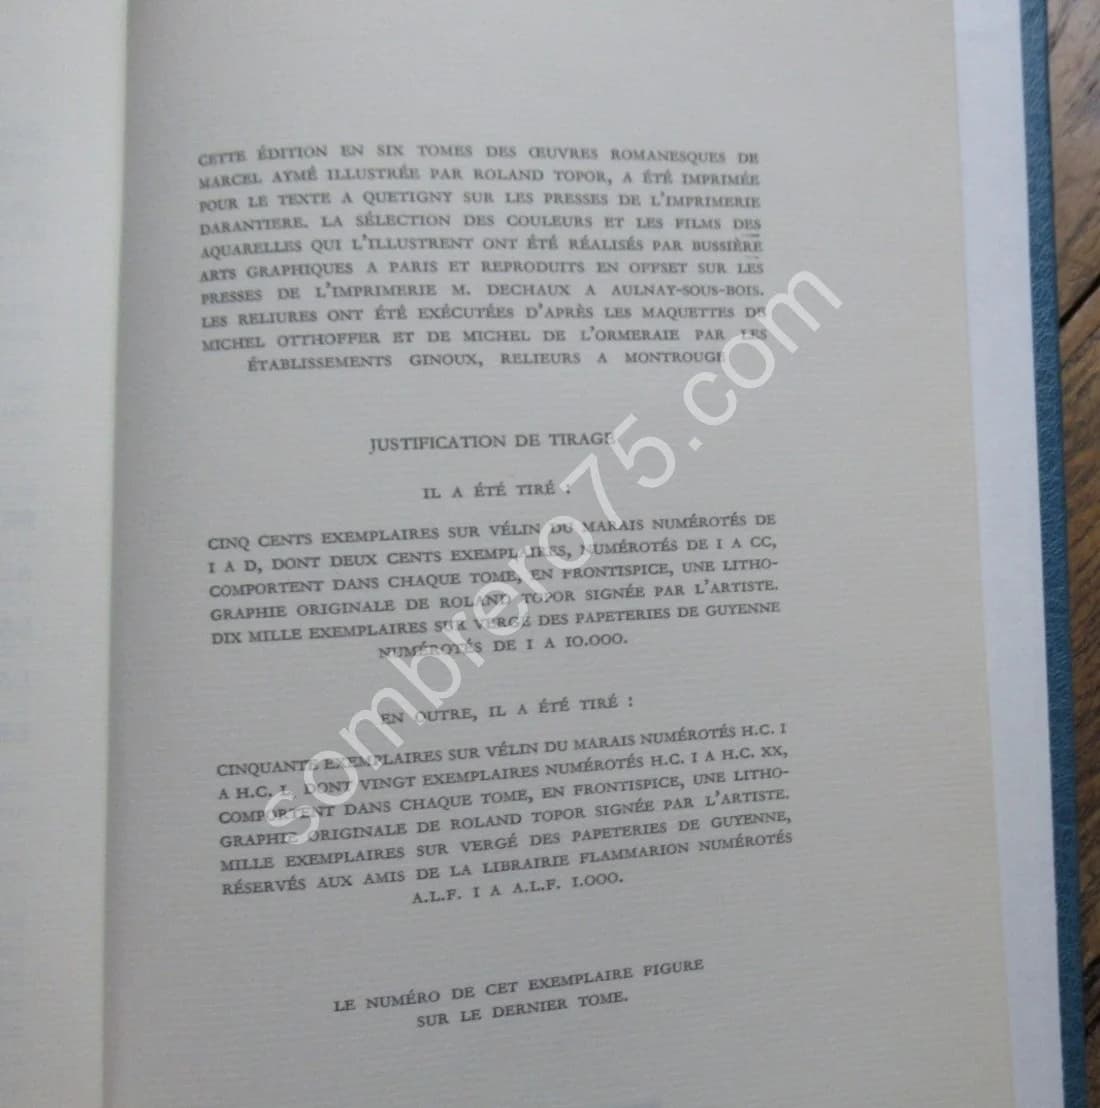 CETTE ÉDITION EN SIX TOMES DES ŒUVRES ROMANESQUES DE
MARCEL AYMÉ ILLUSTRÉE PAR ROLAND TOPOR, A ÉTÉ IMPRIMÉE
POUR LE TEXTE A QUETIGNY SUR LES PRESSES DE L'IMPRIMERIE
DARANTIERE. LA SÉLECTION DES COULEURS ET LES FILMS DES
AQUARELLES QUI L'ILLUSTRENT ONT ÉTÉ RÉALISÉS PAR BUSSIÈRE
ARTS GRAPHIQUES A PARIS ET REPRODUITS EN OFFSET SUR LES
PRESSES DE L'IMPRIMERIE M. DECHAUX A AULNAY-SOUS-BOIS.
LES RELIURES ONT ÉTÉ EXÉCUTÉES D'APRÈS LES MAQUETTES DE
MICHEL OTTHOFFER ET DE MICHEL DE L'ORMERAIE PAR LES
ÉTABLISSEMENTS GINOUX, RELIEURS A MONTROUGE
JUSTIFICATION DE TIRAGE
IL A ÉTÉ TIRÉ :
CINQ CENTS EXEMPLAIRES SUR VÉLIN DU MARAIS NUMÉROTÉS DE
I A D, DONT DEUX CENTS EXEMPLAIRES, NUMÉROTÉS DE I A CC,
COMPORTENT DANS CHAQUE TOME, EN FRONTISPICE, UNE LITHO-
GRAPHIE ORIGINALE DE ROLAND TOPOR SIGNÉE PAR L'ARTISTE.
DIX MILLE EXEMPLAIRES SUR VERGÉ DES PAPETERIES DE GUYENNE
NUMÉROTÉS DE I A 10.000.
EN OUTRE, IL A ÉTÉ TIRÉ :
CINQUANTE EXEMPLAIRES SUR VÉLIN DU MARAIS NUMÉROTÉS H.C. I
A H.C. L, DONT VINGT EXEMPLAIRES NUMÉROTÉS H.C. I A H.C. XX,
COMPORTENT DANS CHAQUE TOME, EN FRONTISPICE, UNE LITHO-
GRAPHIE ORIGINALE DE ROLAND TOPOR SIGNÉE PAR L'ARTISTE.
MILLE EXEMPLAIRES SUR VERGÉ DES PAPETERIES DE GUYENNE,
RÉSERVÉS AUX AMIS DE LA LIBRAIRIE FLAMMARION NUMÉROTÉS
A.L.F. I A A.L.F. 1.000.
LE NUMÉRO DE CET EXEMPLAIRE FIGURE
SUR LE DERNIER TOME.
sombrero75.com